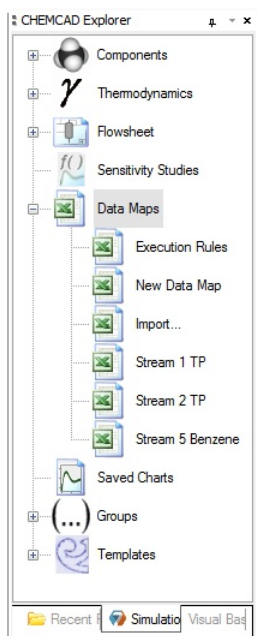 CHEMCAD Explorer
Components
γ Thermodynamics
Flowsheet
f() Sensitivity Studies
Data Maps
Execution Rules
New Data Map
Import...
Stream 1 TP
Stream 2 TP
Stream 5 Benzene
Saved Charts
(...) Groups
Templates
Recent F Simulatio Visual Bas